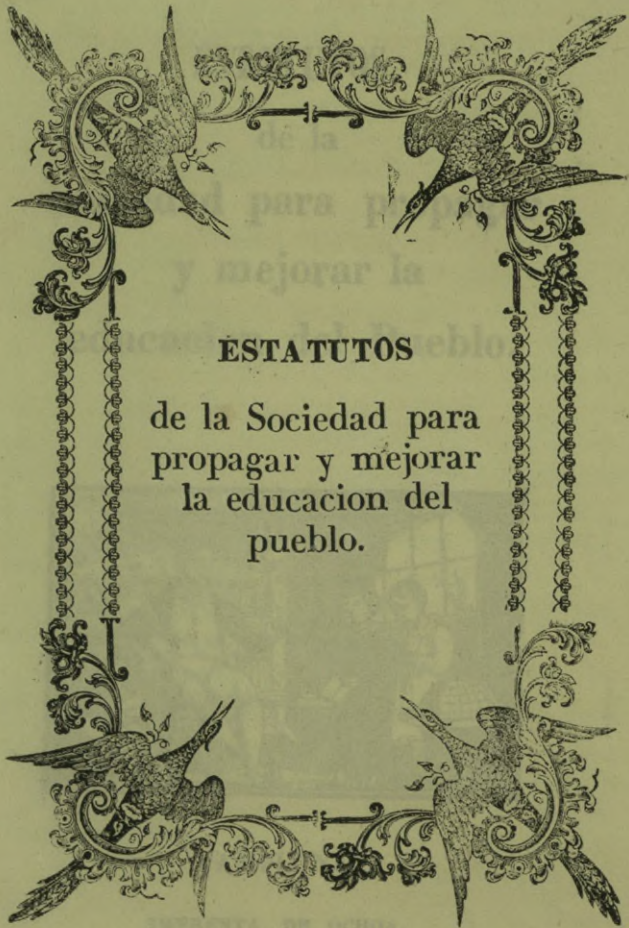 ESTATUTOS
de la Sociedad para
propagar y mejorar
la educacion del
pueblo.